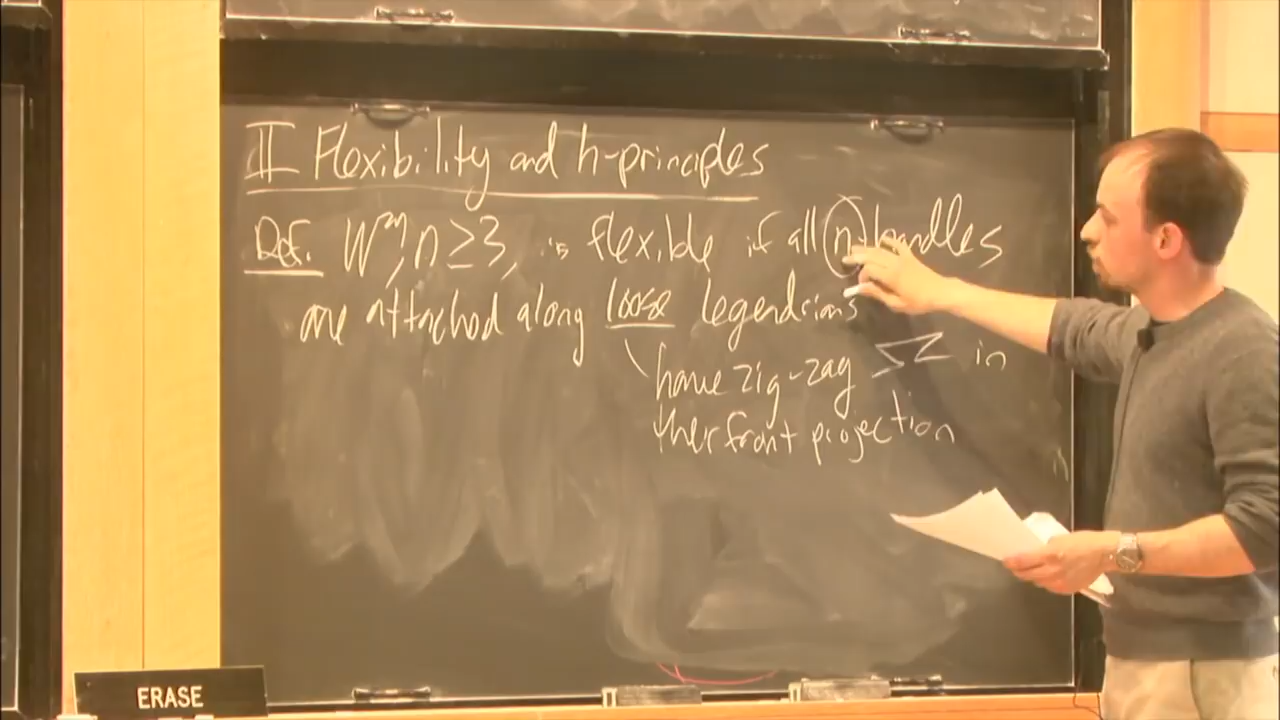 II Flexibility and h-principles
Def. W²ⁿ, n ≥ 3, is flexible if all n-handles
are attached along loose legendrians
have zig-zag in
their front projection
ERASE